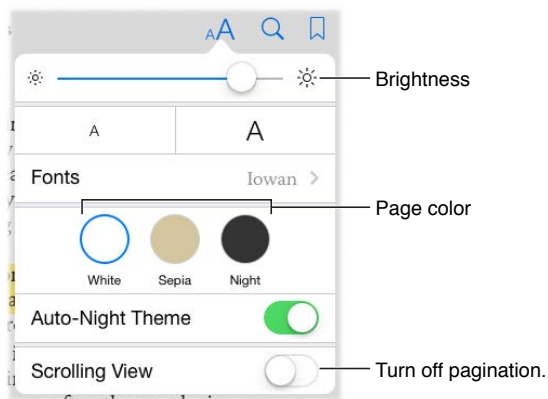 AA
Brightness
A A
Fonts Iowan >
Page color
White Sepia Night
Auto-Night Theme
Scrolling View
Turn off pagination.